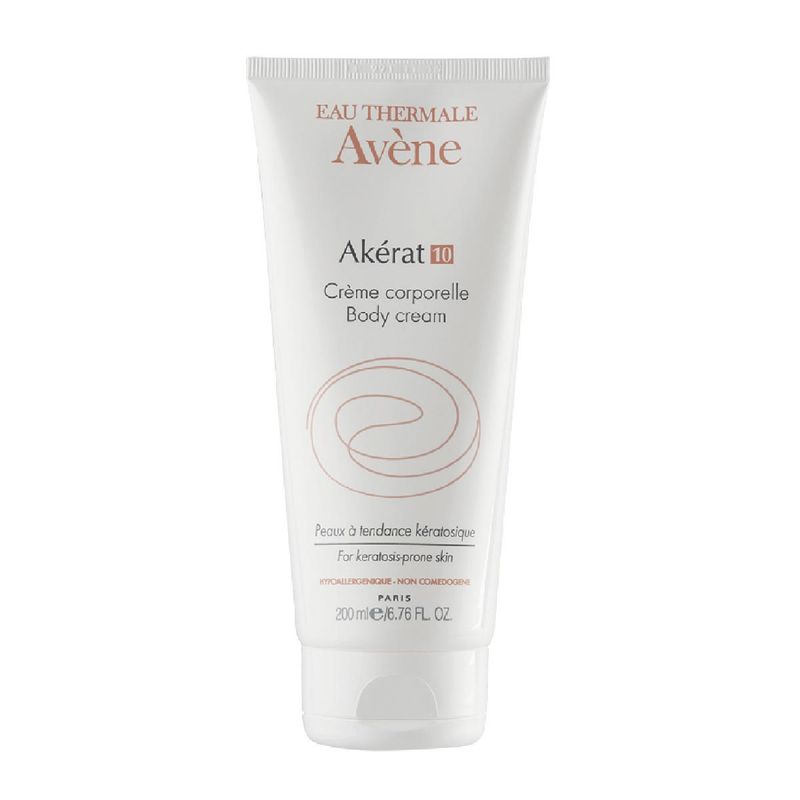 EAU THERMALE
Avène
Akérat 10
Crème corporelle
Body cream
Peaux à tendance kératosique
For keratosis-prone skin
HYPOALLERGENIQUE - NON COMEDOGENE
PARIS
200 ml e/6.76 FL. OZ.